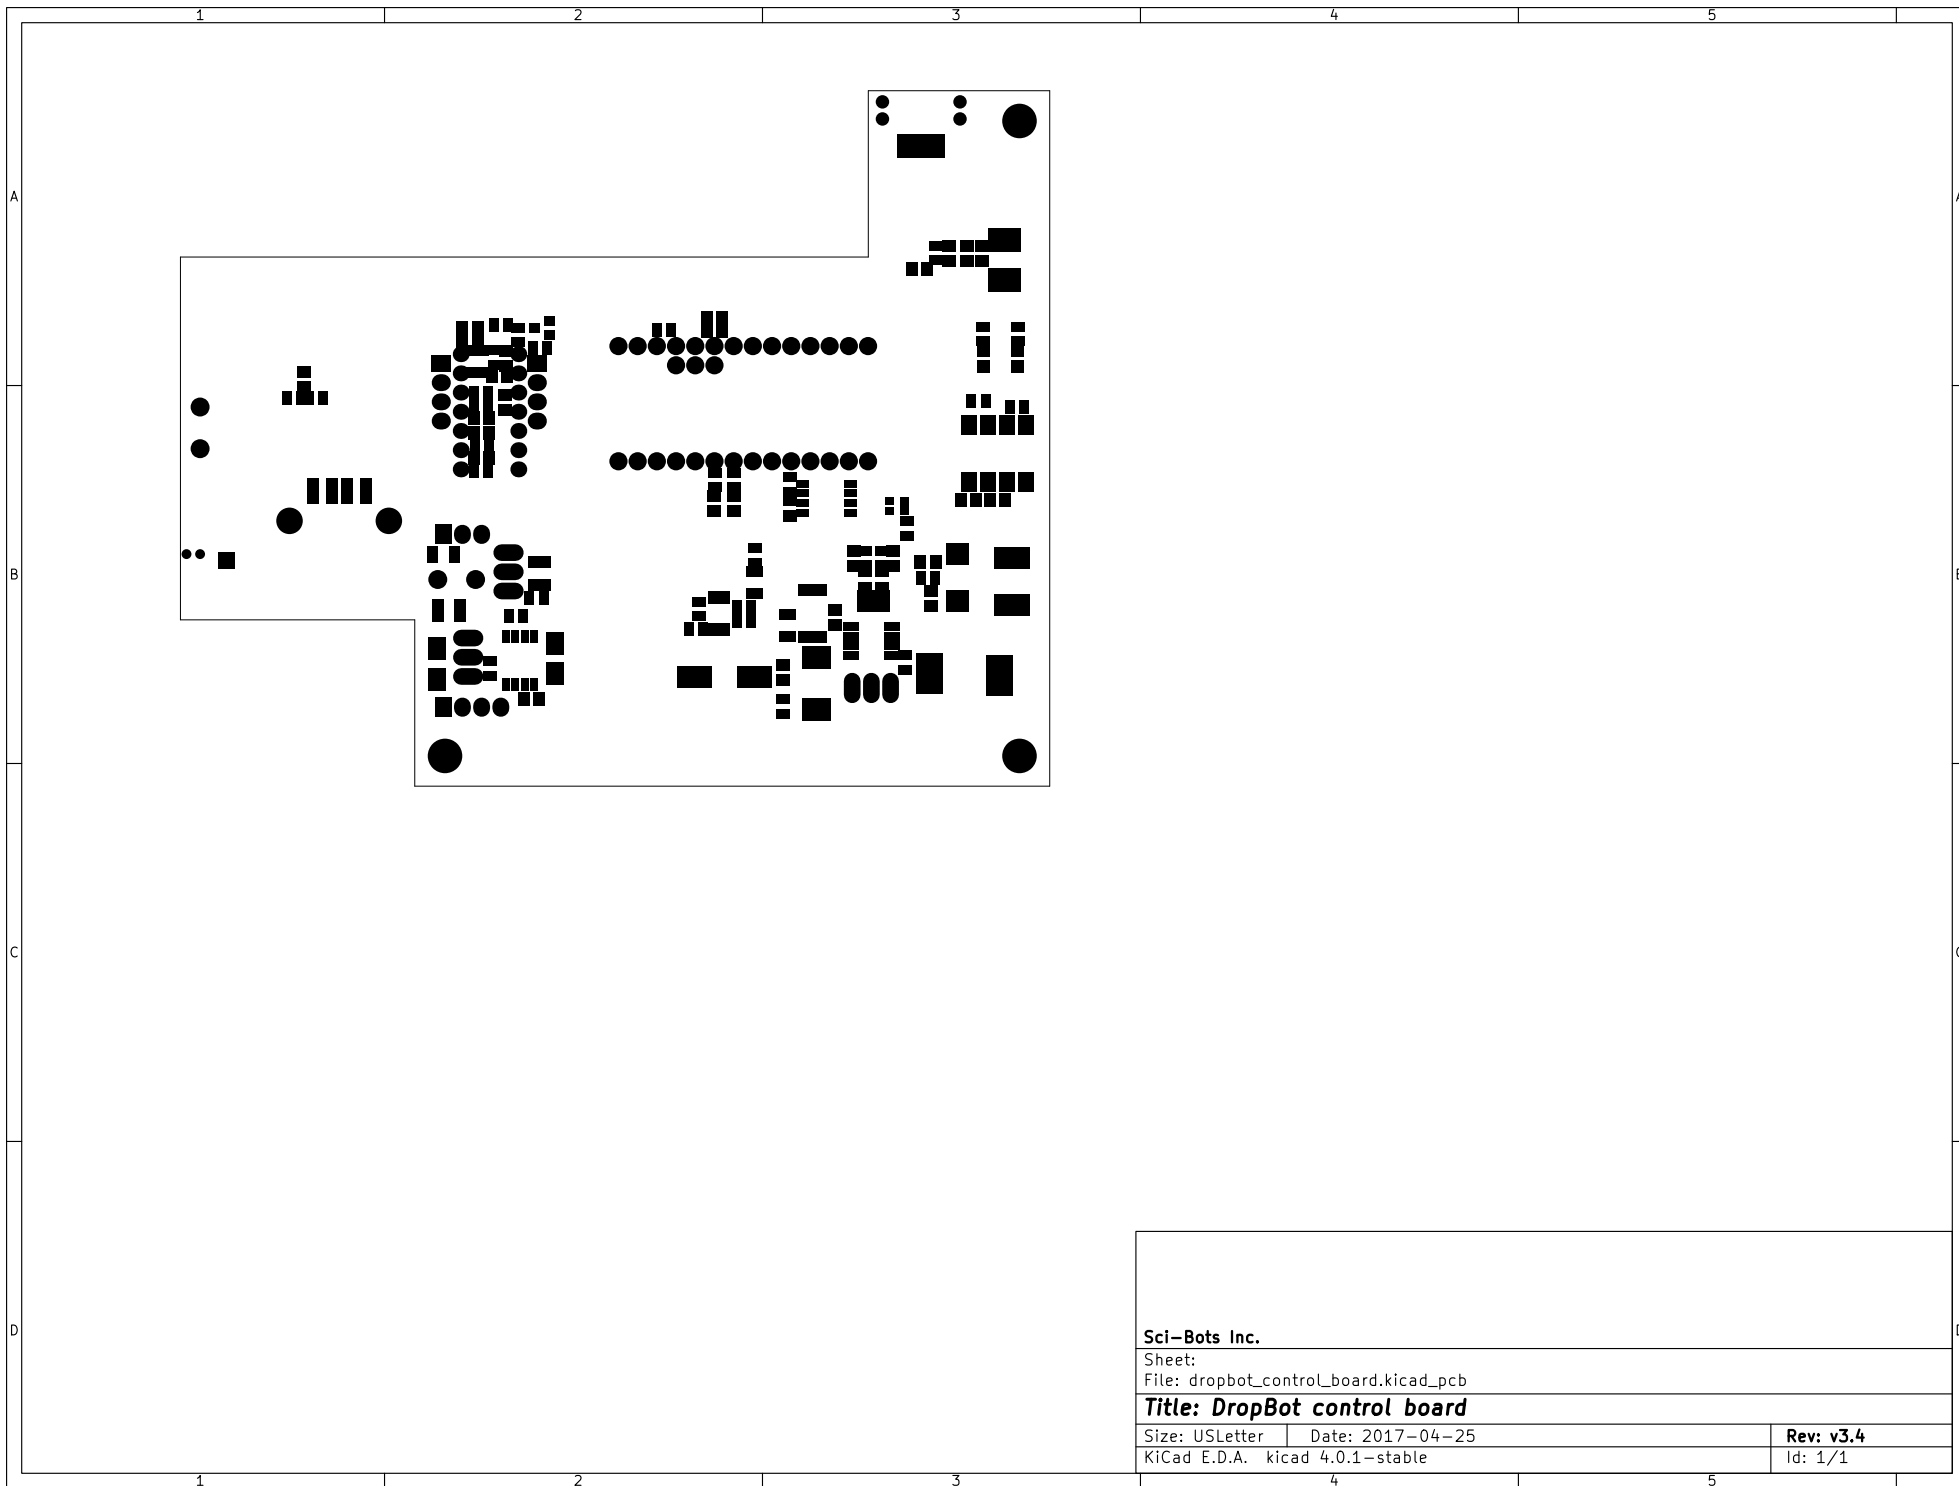 1 2 3 4 5
A A
B B
C C
D D
Sci-Bots Inc.
Sheet:
File: dropbot_control_board.kicad_pcb
Title: DropBot control board
Size: USLetter Date: 2017-04-25 Rev: v3.4
KiCad E.D.A. kicad 4.0.1-stable Id: 1/1
1 2 3 4 5